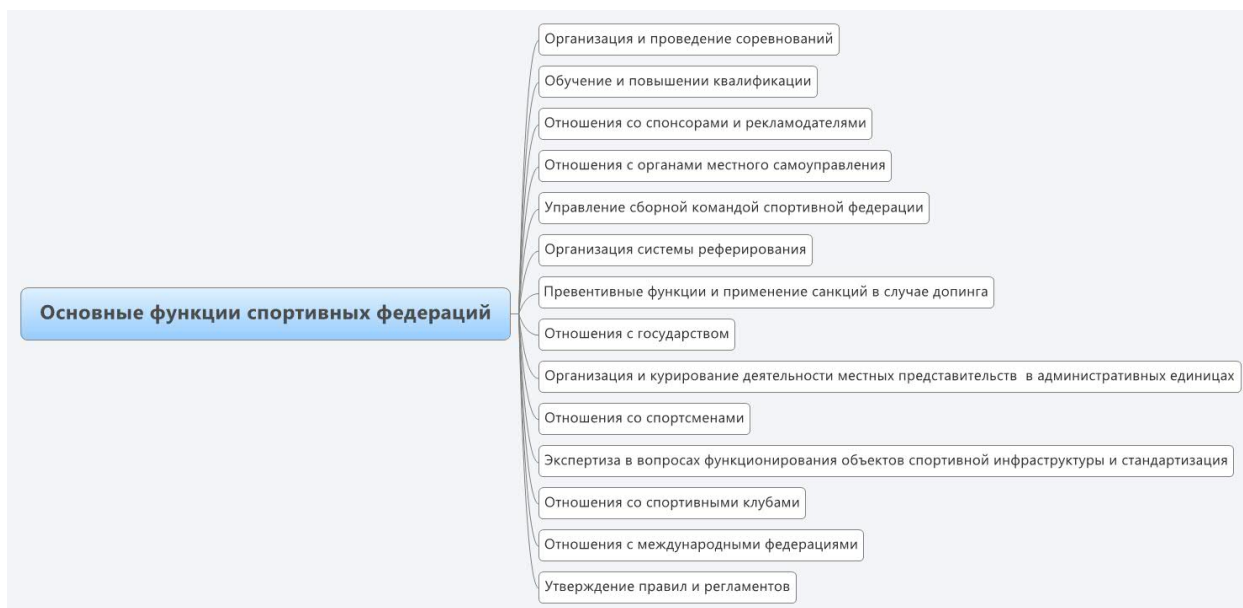 Организация и проведение соревнований
Обучение и повышении квалификации
Отношения со спонсорами и рекламодателями
Отношения с органами местного самоуправления
Управление сборной командой спортивной федерации
Организация системы реферирования
Превентивные функции и применение санкций в случае допинга
Основные функции спортивных федераций
Отношения с государством
Организация и курирование деятельности местных представительств в административных единицах
Отношения со спортсменами
Экспертиза в вопросах функционирования объектов спортивной инфраструктуры и стандартизация
Отношения со спортивными клубами
Отношения с международными федерациями
Утверждение правил и регламентов